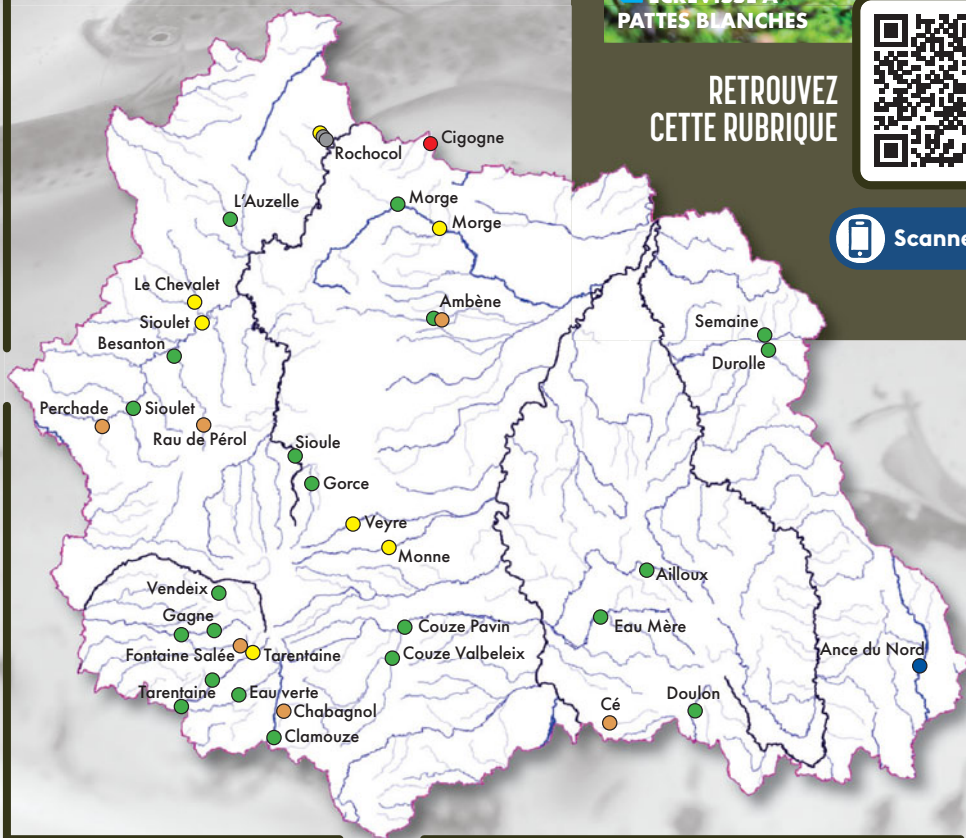 ÉCREVISSE À
PATTES BLANCHES
RETROUVEZ
CETTE RUBRIQUE
Scanne
Cigogne
Rochocol
L'Auzelle
Morge
Morge
Le Chevalet
Sioulet
Ambène
Besanton
Semaine
Durolle
Perchade
Sioulet
Rau de Pérol
Sioule
Gorce
Veyre
Monne
Ailloux
Vendeix
Gagne
Couze Pavin
Eau Mère
Fontaine Salée
Tarentaine
Couze Valbeleix
Ance du Nord
Tarentaine
Eau verte
Chabagnol
Cé
Doulon
Clamouze